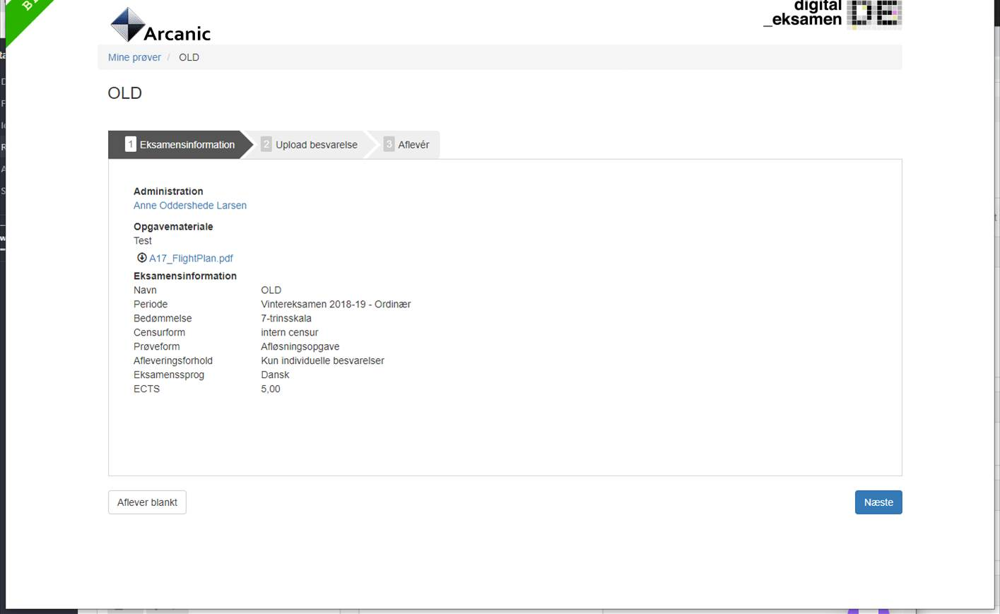 digital
_eksamen
Arcanic
Mine prøver / OLD
OLD
1 Eksamensinformation 2 Upload besvarelse 3 Aflevér
Administration
Anne Oddershede Larsen
Opgavemateriale
Test
A17_FlightPlan.pdf
Eksamensinformation
Navn OLD
Periode Vintereksamen 2018-19 - Ordinær
Bedømmelse 7-trinsskala
Censurform intern censur
Prøveform Afløsningsopgave
Afleveringsforhold Kun individuelle besvarelser
Eksamenssprog Dansk
ECTS 5,00
Aflever blankt Næste